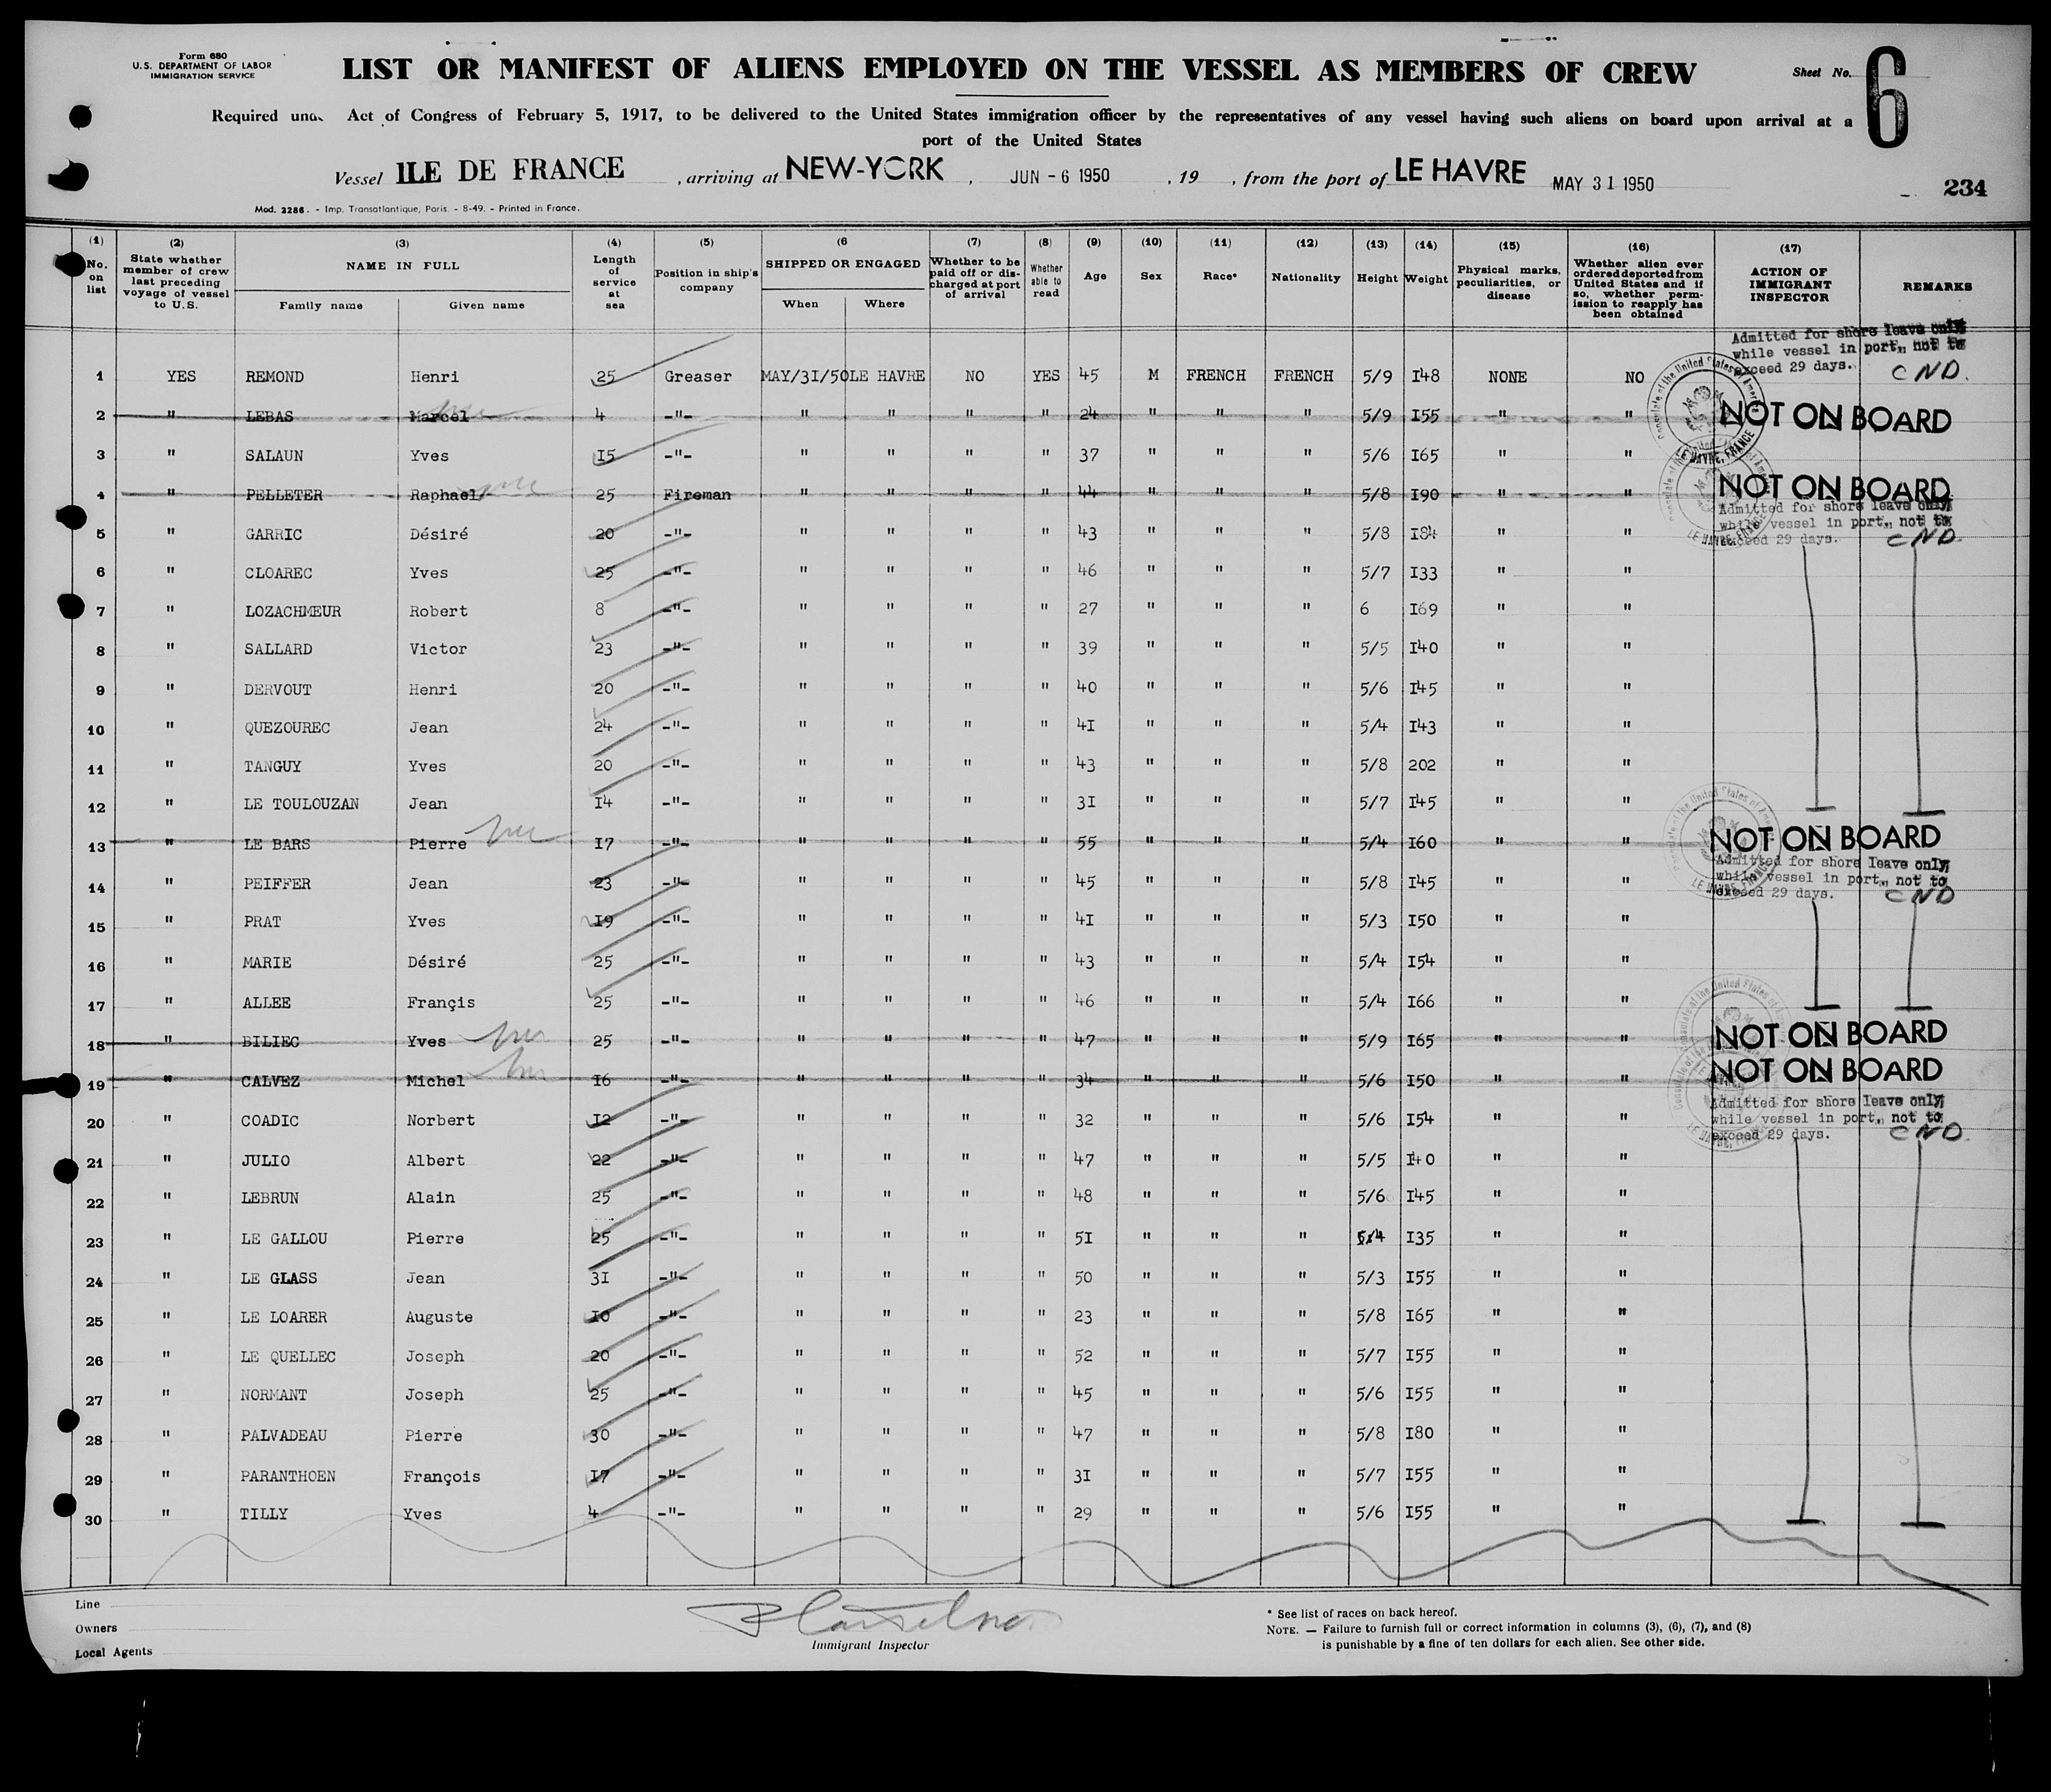 Form 680
U.S. DEPARTMENT OF LABOR
IMMIGRATION SERVICE
LIST OR MANIFEST OF ALIENS EMPLOYED ON THE VESSEL AS MEMBERS OF CREW
Sheet No. 6
Required Act of Congress of February 5, 1917, to be delivered to the United States immigration officer by the representatives of any vessel having such aliens on board upon arrival at a
port of the United States
Vessel ILE DE FRANCE, arriving at NEW-YORK, JUN - 6 1950, 19 , from the port of LE HAVRE MAY 31 1950
234
Mod. 2286. - Imp. Transatlantique, Paris. - 8-49. - Printed in France.
(1) (2) (3) (4) (5) (6 (7) (8) (9) (10) (11) (12) (13) (14) (15) (16) (17)
No. on list
State whether member of crew last preceding voyage of vessel to U.S.
NAME IN FULL
Family name Given name
Length of service at sea
Position in ship's company
SHIPPED OR ENGAGED
When Where
Whether to be paid off or discharged at port of arrival
Whether able to read
Age
Sex
Race*
Nationality
Height
Weight
Physical marks, peculiarities, or disease
Whether alien ever ordered deported from United States and if so, whether permission to reapply has been obtained
ACTION OF IMMIGRANT INSPECTOR
REMARKS
Admitted for shore leave only, while vessel in port, not to exceed 29 days. CND.
1 YES REMOND Henri 25 Greaser MAY/31/50 LE HAVRE NO YES 45 M FRENCH FRENCH 5/9 148 NONE NO
2 " LEBAS Marcel 4 -"- " " " " 24 " " " 5/9 155 " " NOT ON BOARD
3 " SALAUN Yves 15 -"- " " " " 37 " " " 5/6 165 " "
4 " PELLETER Raphael 25 Fireman " " " " 44 " " " 5/8 190 " " NOT ON BOARD
Admitted for shore leave only, while vessel in port, not to exceed 29 days. CND
5 " GARRIC Désiré 20 -"- " " " " 43 " " " 5/8 184 " "
6 " CLOAREC Yves 25 -"- " " " " 46 " " " 5/7 133 " "
7 " LOZACHMEUR Robert 8 -"- " " " " 27 " " " 6 169 " "
8 " SALLARD Victor 23 -"- " " " " 39 " " " 5/5 140 " "
9 " DERVOUT Henri 20 -"- " " " " 40 " " " 5/6 145 " "
10 " QUEZOUREC Jean 24 -"- " " " " 41 " " " 5/4 143 " "
11 " TANGUY Yves 20 -"- " " " " 43 " " " 5/8 202 " "
12 " LE TOULOUZAN Jean 14 -"- " " " " 31 " " " 5/7 145 " "
13 " LE BARS Pierre 17 -"- " " " " 55 " " " 5/4 160 " " NOT ON BOARD
Admitted for shore leave only, while vessel in port, not to exceed 29 days. CND
14 " PEIFFER Jean 23 -"- " " " " 45 " " " 5/8 145 " "
15 " PRAT Yves 19 -"- " " " " 41 " " " 5/3 150 " "
16 " MARIE Désiré 25 -"- " " " " 43 " " " 5/4 154 " "
17 " ALLEE Françis 25 -"- " " " " 46 " " " 5/4 166 " "
18 " BILIEC Yves 25 -"- " " " " 47 " " " 5/9 165 " " NOT ON BOARD
19 " CALVEZ Michel 16 -"- " " " " 34 " " " 5/6 150 " " NOT ON BOARD
Admitted for shore leave only, while vessel in port, not to exceed 29 days. CND.
20 " COADIC Norbert 12 -"- " " " " 32 " " " 5/6 154 " "
21 " JULIO Albert 22 -"- " " " " 47 " " " 5/5 140 " "
22 " LEBRUN Alain 25 -"- " " " " 48 " " " 5/6 145 " "
23 " LE GALLOU Pierre 25 -"- " " " " 51 " " " 5/4 135 " "
24 " LE GLASS Jean 31 -"- " " " " 50 " " " 5/3 155 " "
25 " LE LOARER Auguste 10 -"- " " " " 23 " " " 5/8 165 " "
26 " LE QUELLEC Joseph 20 -"- " " " " 52 " " " 5/7 155 " "
27 " NORMANT Joseph 25 -"- " " " " 45 " " " 5/6 155 " "
28 " PALVADEAU Pierre 30 -"- " " " " 47 " " " 5/8 180 " "
29 " PARANTHOEN François 17 -"- " " " " 31 " " " 5/7 155 " "
30 " TILLY Yves 4 -"- " " " " 29 " " " 5/6 155 " "
Line
Owners
Local Agents
Immigrant Inspector
* See list of races on back hereof.
NOTE. — Failure to furnish full or correct information in columns (3), (6), (7), and (8)
is punishable by a fine of ten dollars for each alien. See other side.